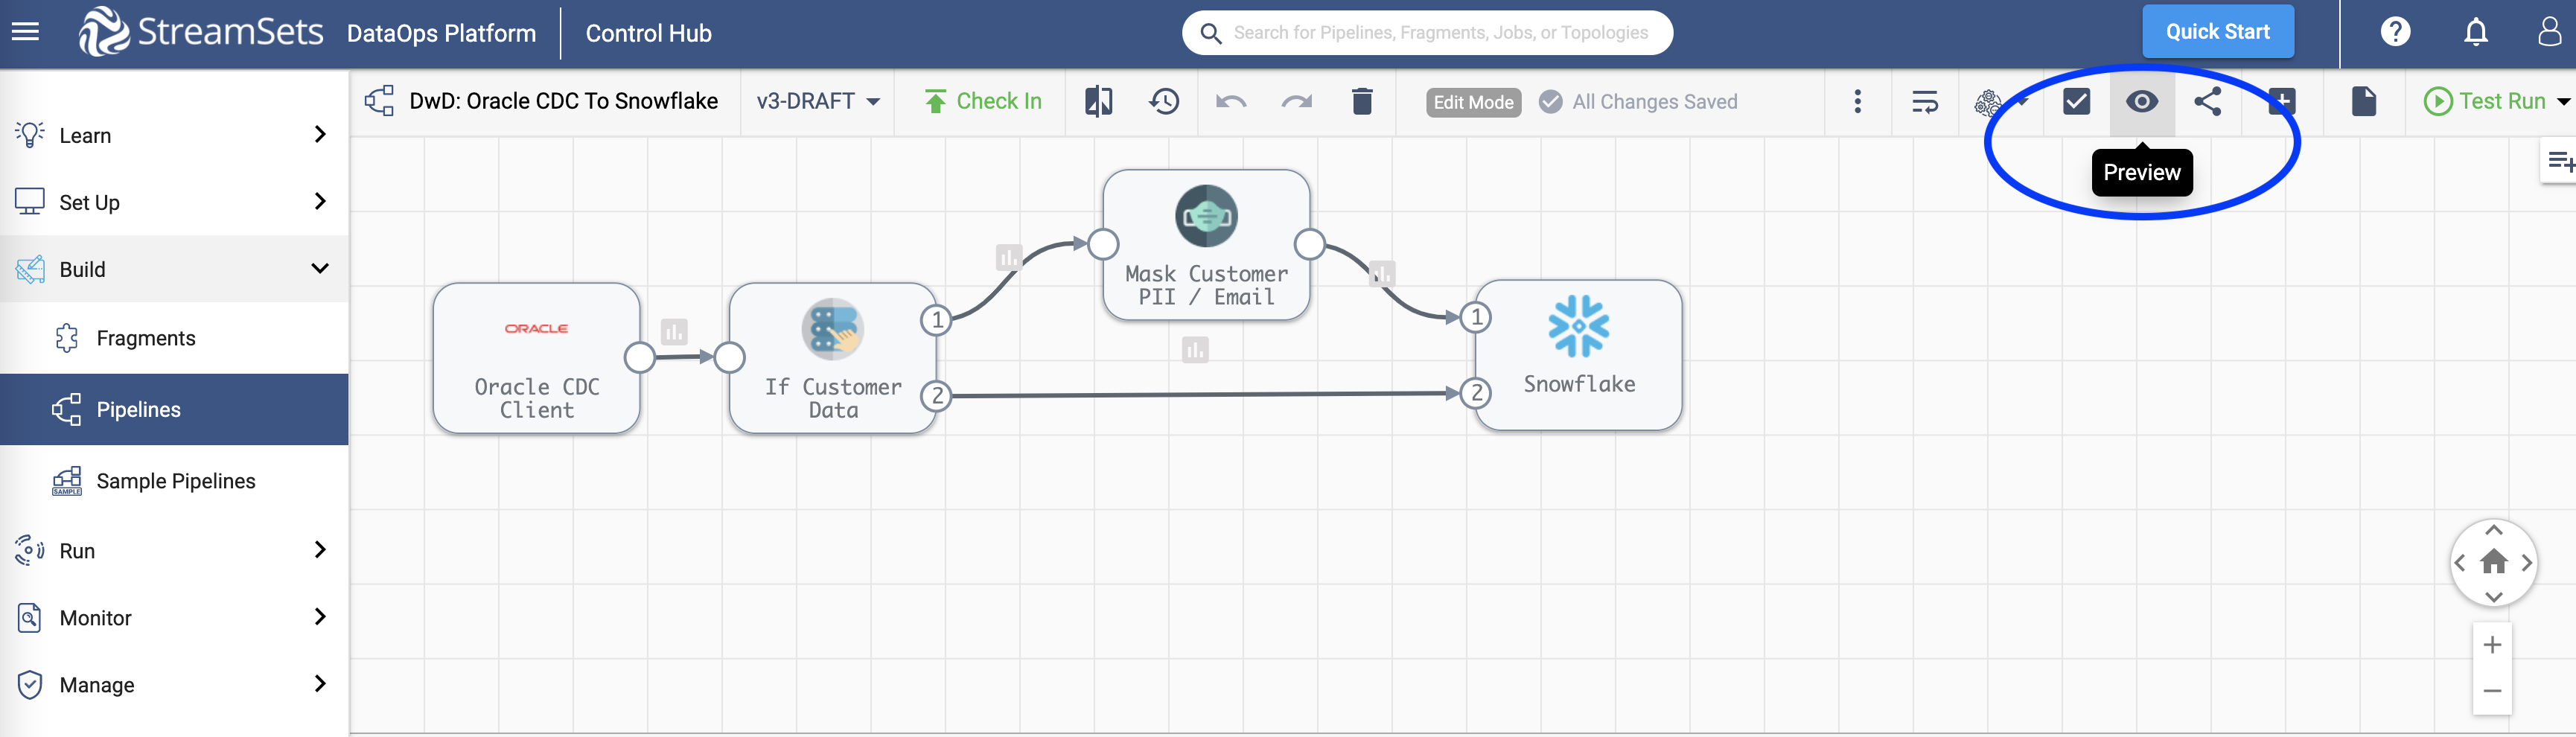 StreamSets DataOps Platform Control Hub Search for Pipelines, Fragments, Jobs, or Topologies Quick Start ?
DwD: Oracle CDC To Snowflake v3-DRAFT Check In Edit Mode All Changes Saved Test Run
Preview
Learn
Set Up
Build
Fragments
Pipelines
SAMPLE Sample Pipelines
Run
Monitor
Manage
ORACLE
Oracle CDC
Client
1
2
If Customer
Data
Mask Customer
PII / Email
1
2
Snowflake